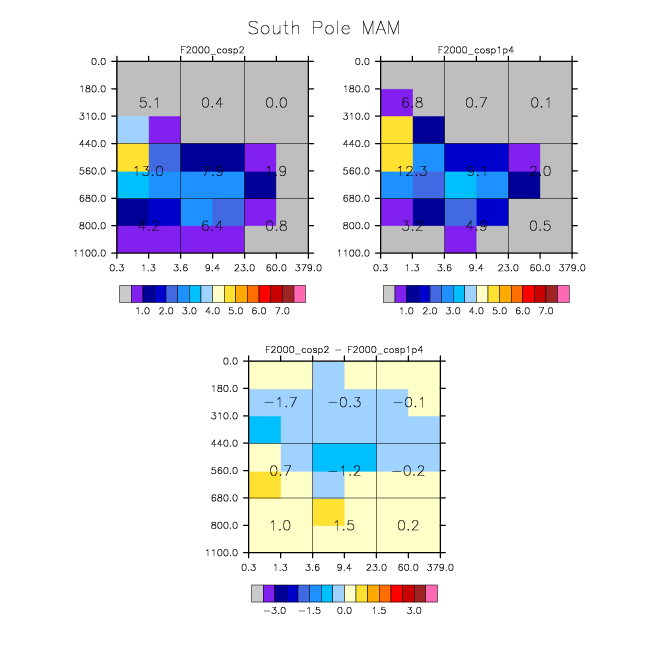 South Pole MAM
F2000_cosp2
F2000_cosp1p4
0.0
180.0
310.0
440.0
560.0
680.0
800.0
1100.0
5.1 0.4 0.0
13.0 7.9 1.9
4.2 6.4 0.8
0.3 1.3 3.6 9.4 23.0 60.0 379.0
1.0 2.0 3.0 4.0 5.0 6.0 7.0
0.0
180.0
310.0
440.0
560.0
680.0
800.0
1100.0
6.8 0.7 0.1
12.3 9.1 2.0
3.2 4.9 0.5
0.3 1.3 3.6 9.4 23.0 60.0 379.0
1.0 2.0 3.0 4.0 5.0 6.0 7.0
F2000_cosp2 − F2000_cosp1p4
0.0
180.0
310.0
440.0
560.0
680.0
800.0
1100.0
−1.7 −0.3 −0.1
0.7 −1.2 −0.2
1.0 1.5 0.2
0.3 1.3 3.6 9.4 23.0 60.0 379.0
−3.0 −1.5 0.0 1.5 3.0